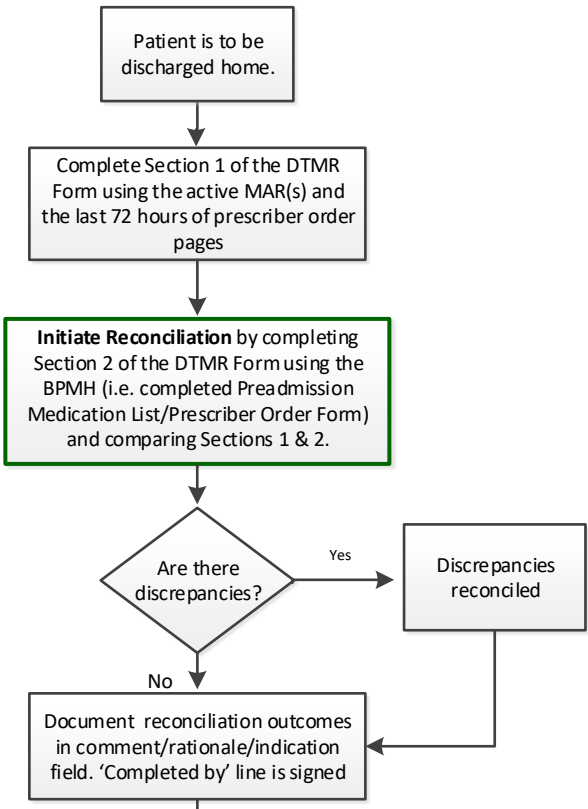 Patient is to be
discharged home.
Complete Section 1 of the DTMR
Form using the active MAR(s) and
the last 72 hours of prescriber order
pages
Initiate Reconciliation by completing
Section 2 of the DTMR Form using the
BPMH (i.e. completed Preadmission
Medication List/Prescriber Order Form)
and comparing Sections 1 & 2.
Are there
discrepancies?
Yes
Discrepancies
reconciled
No
Document reconciliation outcomes
in comment/rationale/indication
field. ‘Completed by’ line is signed